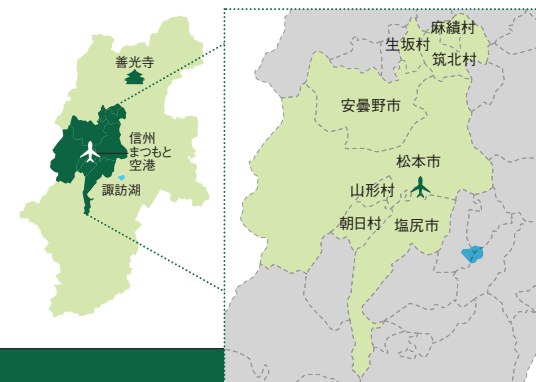 善光寺
信州
まつもと
空港
諏訪湖
麻績村
生坂村
筑北村
安曇野市
松本市
山形村
朝日村
塩尻市